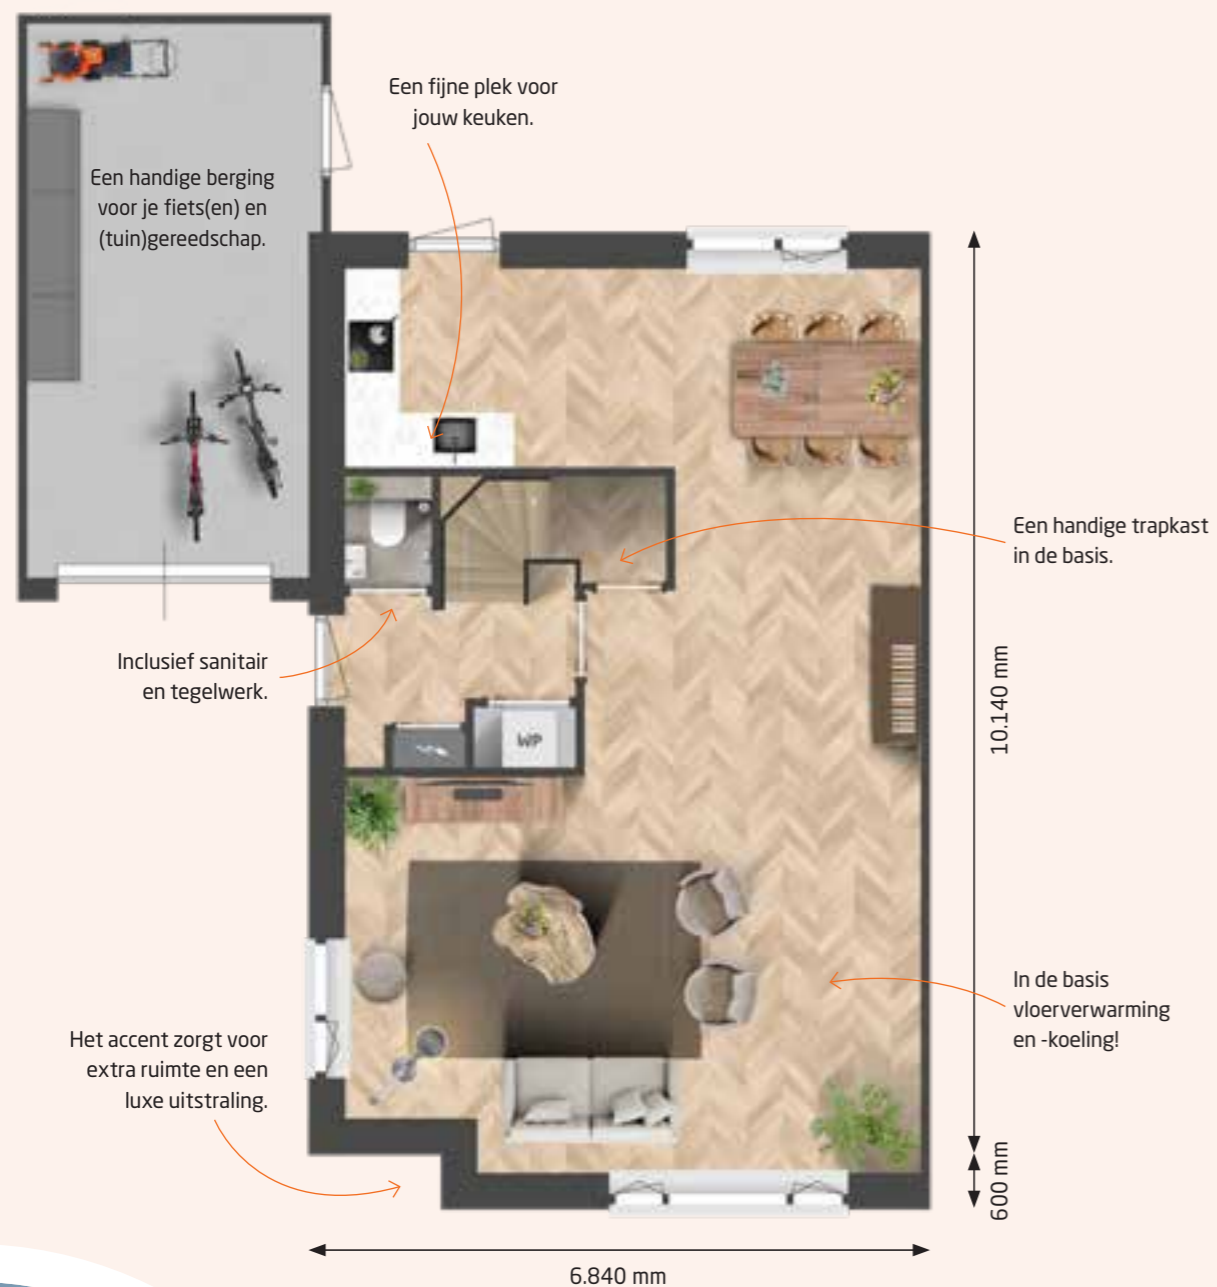 Een fijne plek voor
jouw keuken.
Een handige berging
voor je fiets(en) en
(tuin)gereedschap.
Een handige trapkast
in de basis.
Inclusief sanitair
en tegelwerk.
WP
10.140 mm
In de basis
vloerverwarming
en -koeling!
Het accent zorgt voor
extra ruimte en een
luxe uitstraling.
600 mm
6.840 mm